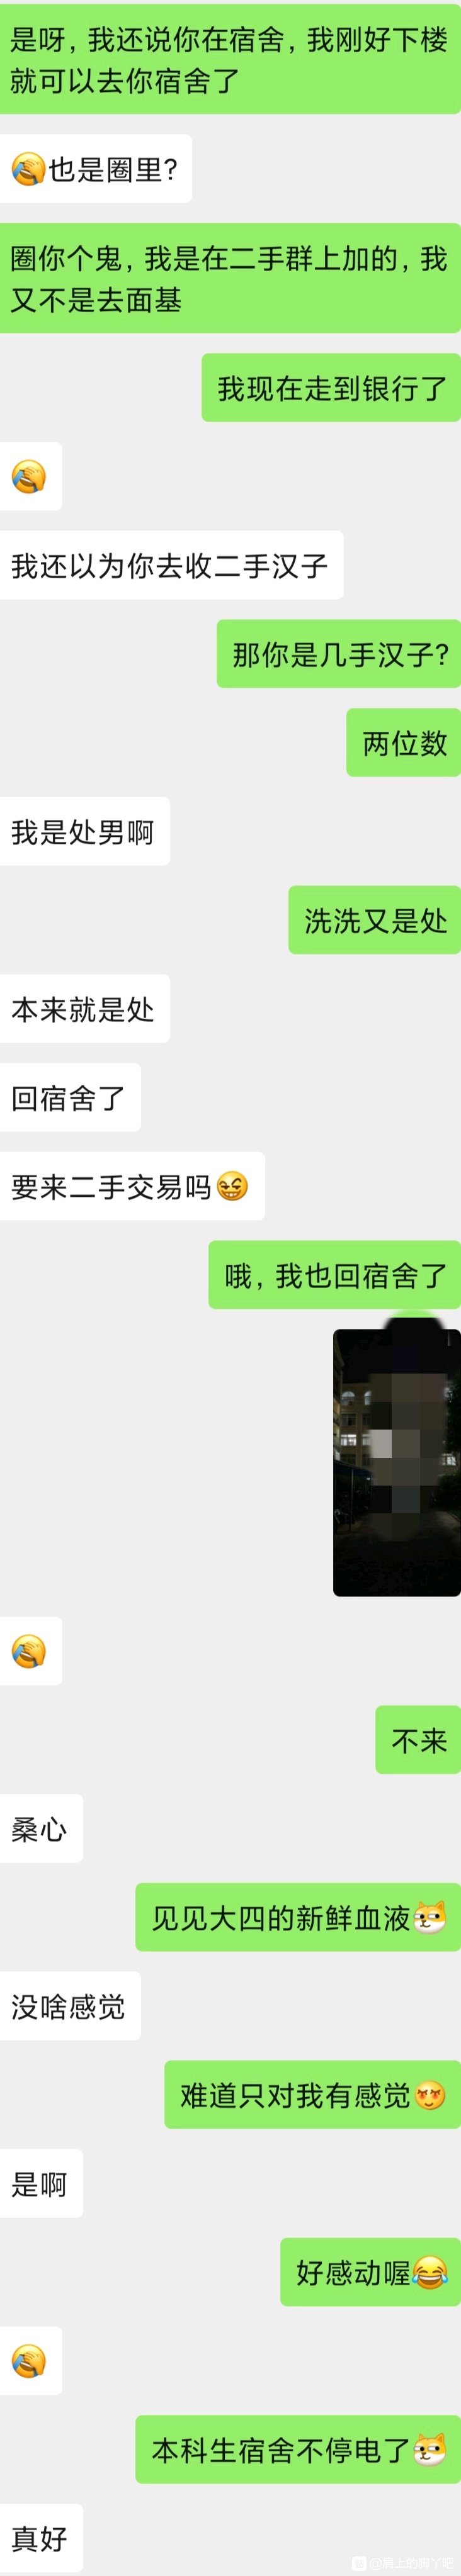 是呀，我还说你在宿舍，我刚好下楼
就可以去你宿舍了
也是圈里?
圈你个鬼，我是在二手群上加的，我
又不是去面基
我现在走到银行了
我还以为你去收二手汉子
那你是几手汉子?
两位数
我是处男啊
洗洗又是处
本来就是处
回宿舍了
要来二手交易吗
哦，我也回宿舍了
不来
桑心
见见大四的新鲜血液
没啥感觉
难道只对我有感觉
是啊
好感动喔
本科生宿舍不停电了
真好